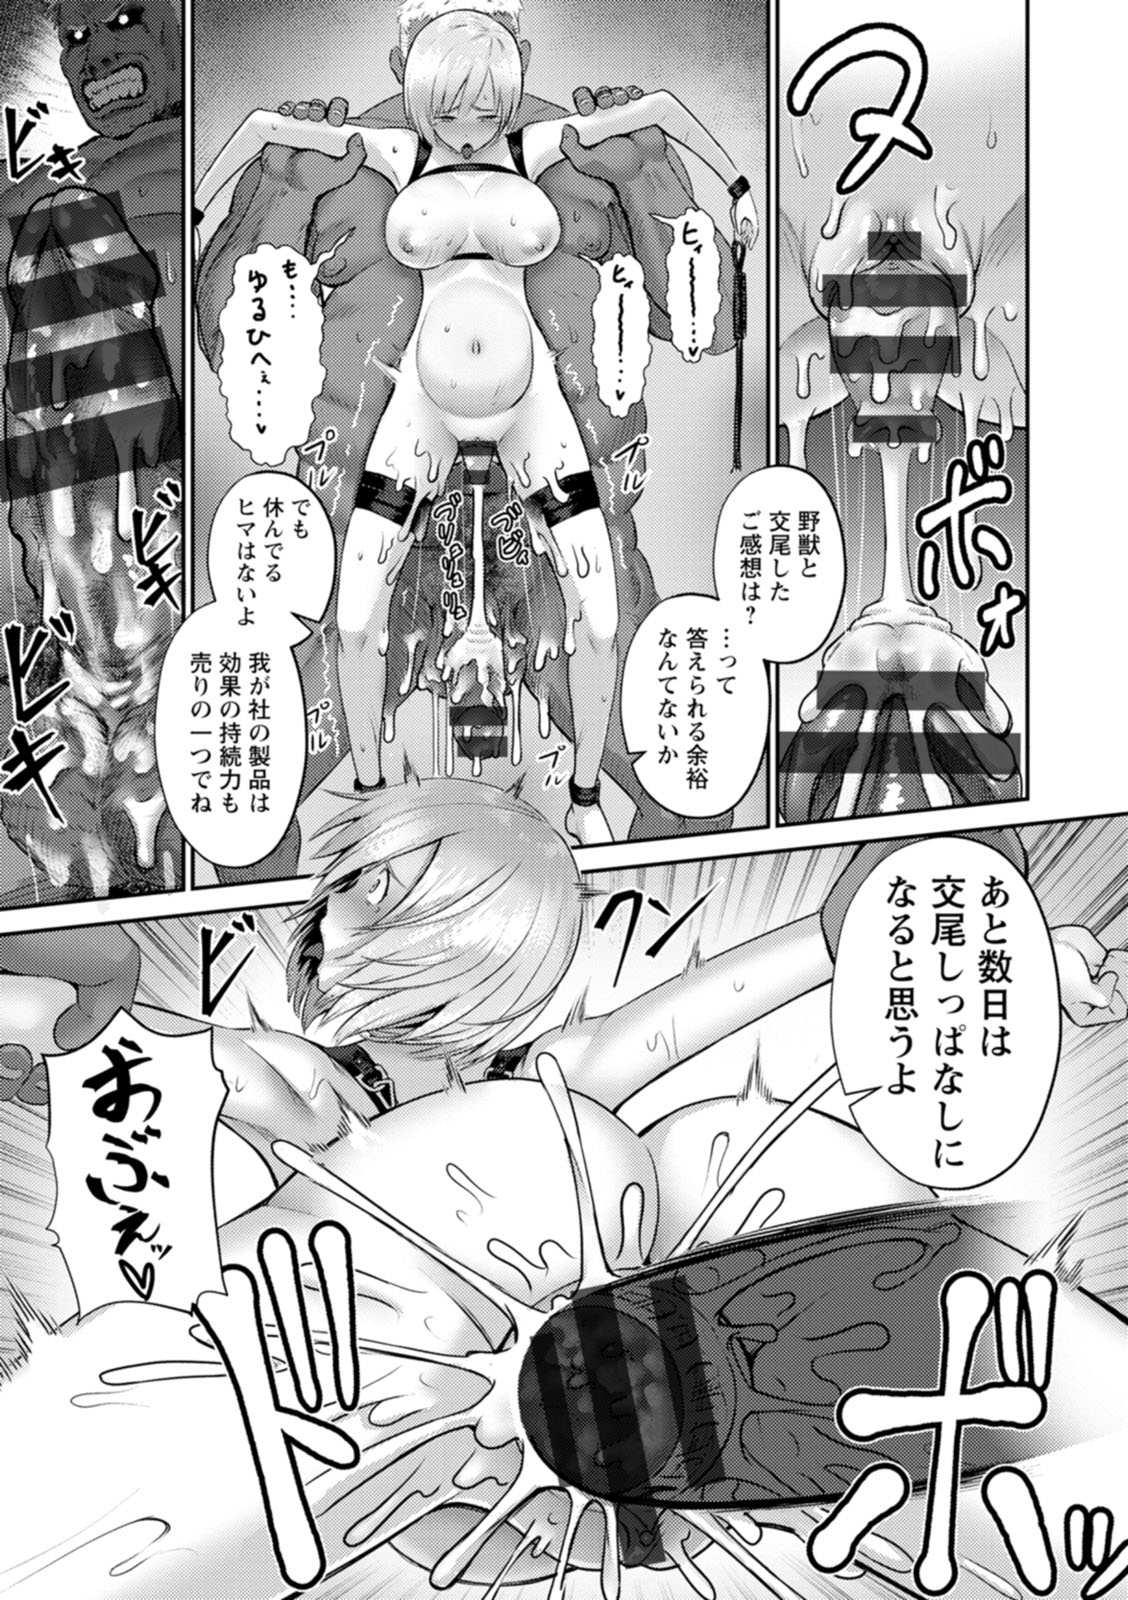 ヌ
ボォ
野獣と
交尾した
ご感想は?
…って
答えられる余裕
なんてないか
ヒィ
〜〜…♡
ヒィ〜
〜〜…♡
も…
ゆるひへぇ…♡
ブビィ
ブリュリュリュ
プルプル
プルプル
プルプル
でも
休んでる
ヒマはないよ
我が社の製品は
効果の持続力も
売りの一つでね
ビキ
ビキ
ビキ
あと数日は
交尾しっぱなしに
なると思うよ
ビクン
おぶぇッ♡
ドボッ